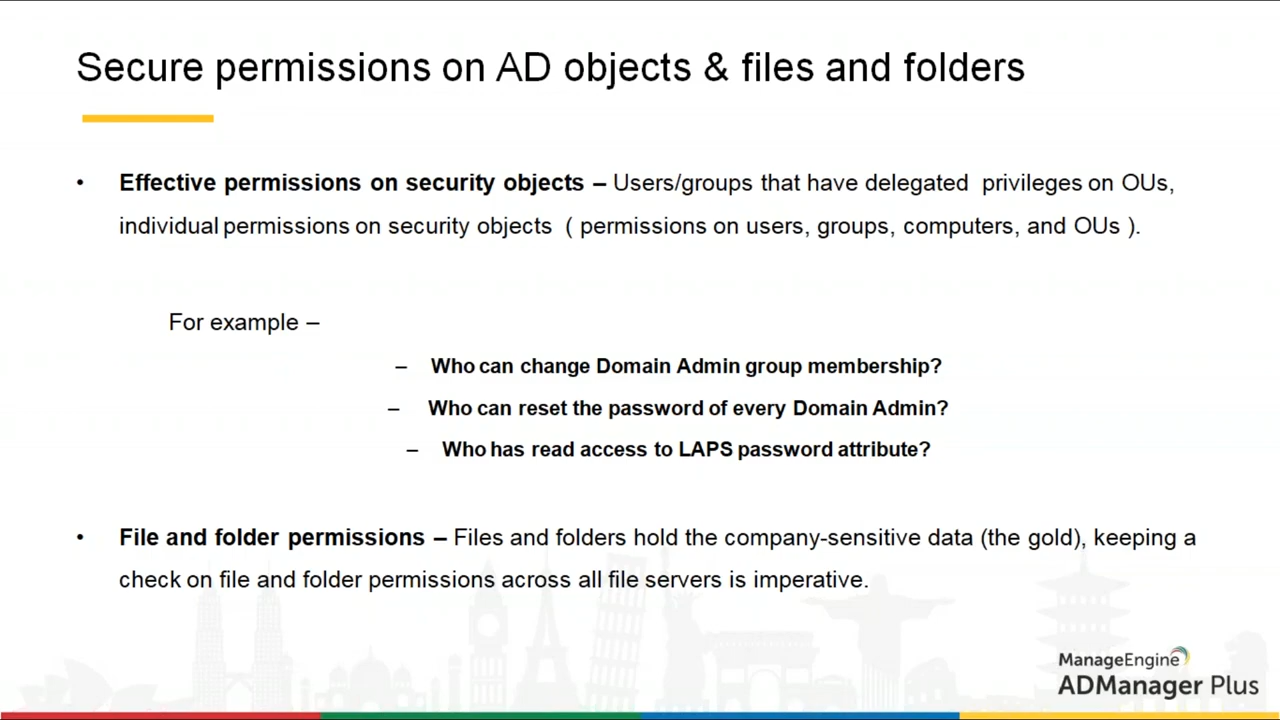 Secure permissions on AD objects & files and folders
• Effective permissions on security objects – Users/groups that have delegated privileges on OUs,
individual permissions on security objects ( permissions on users, groups, computers, and OUs ).
For example –
– Who can change Domain Admin group membership?
– Who can reset the password of every Domain Admin?
– Who has read access to LAPS password attribute?
• File and folder permissions – Files and folders hold the company-sensitive data (the gold), keeping a
check on file and folder permissions across all file servers is imperative.
ManageEngine
ADManager Plus